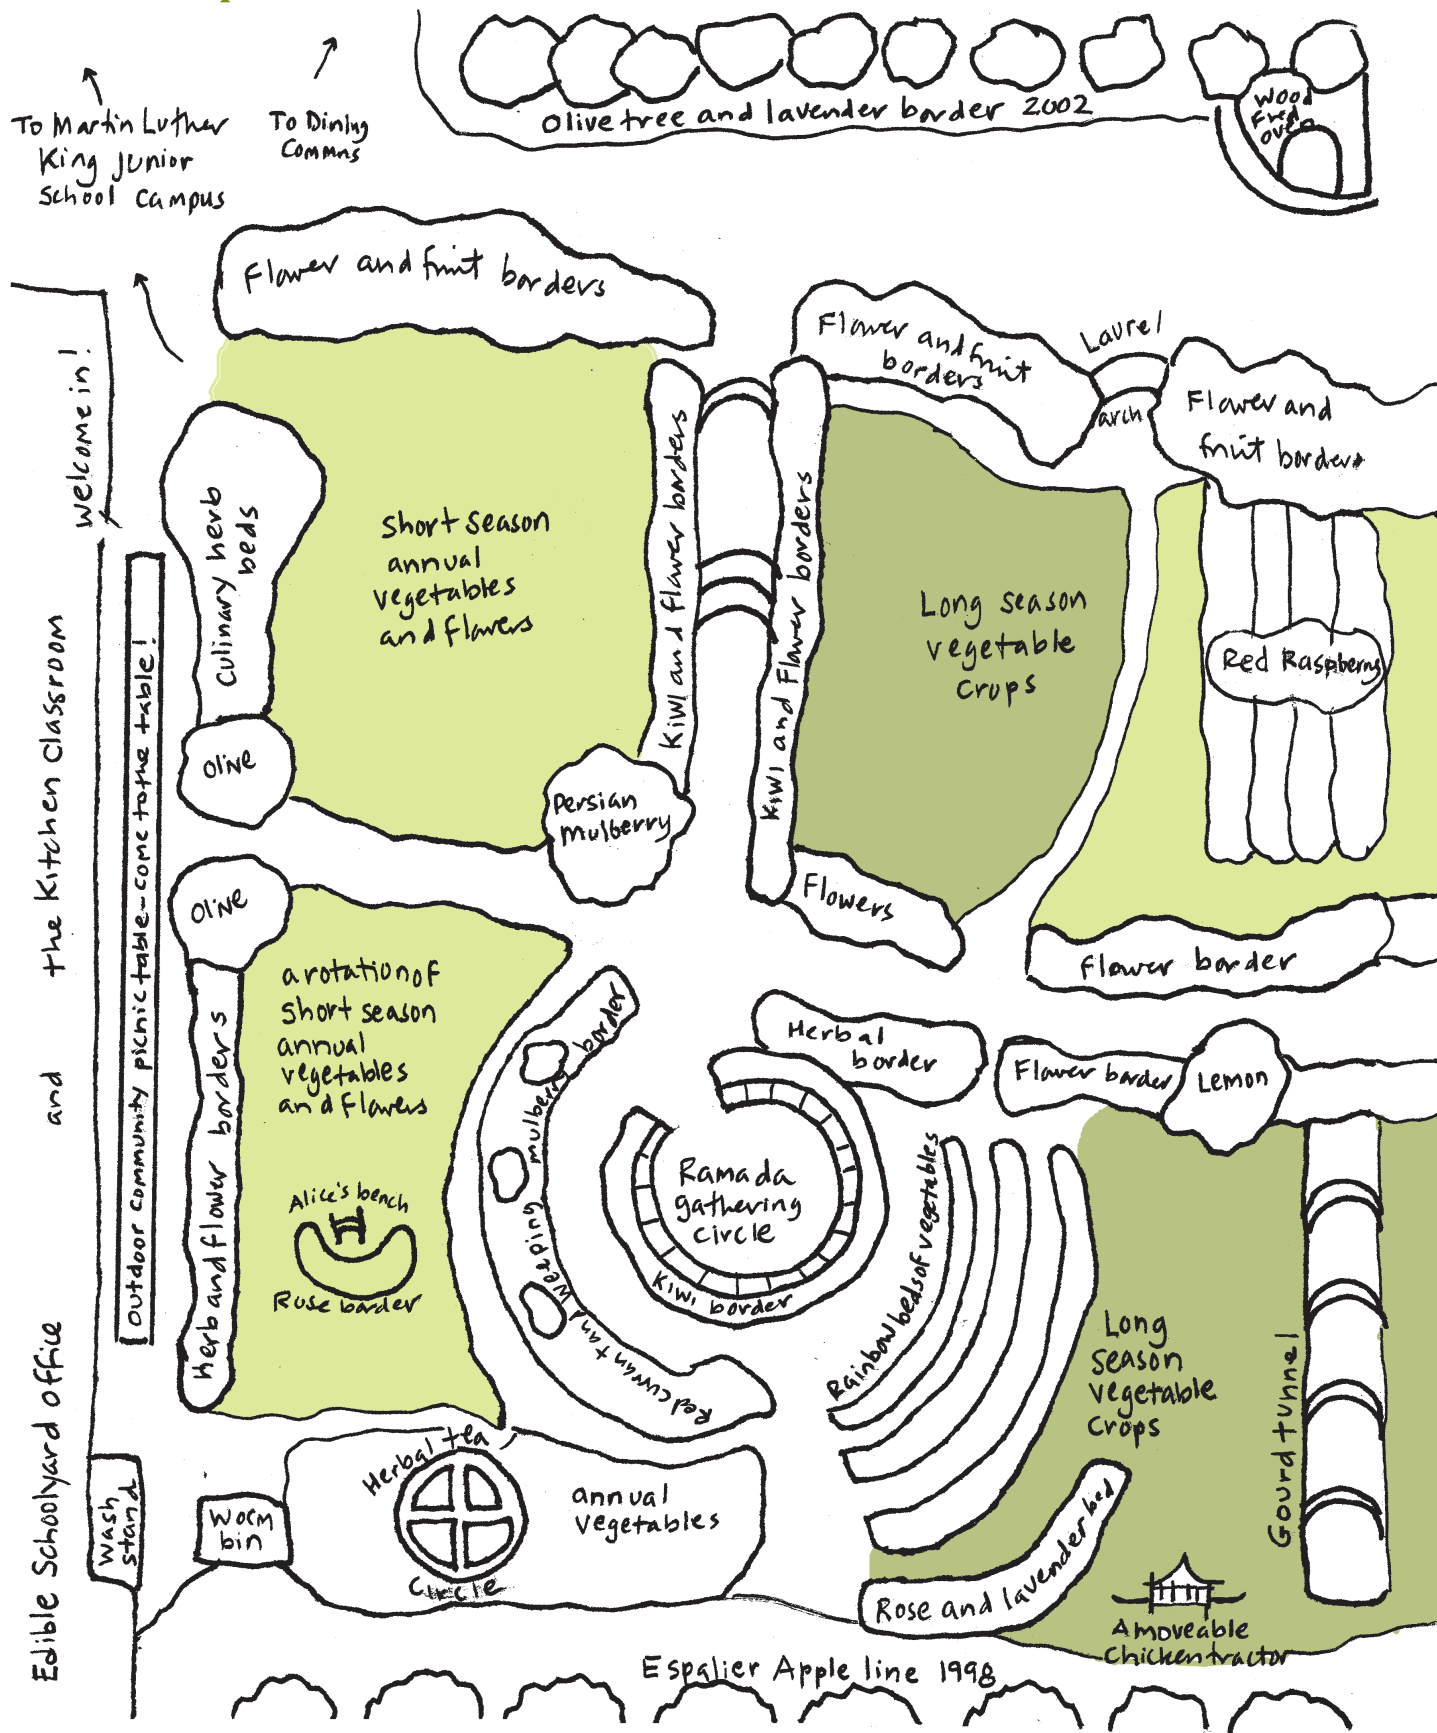 To Martin Luther
King Junior
School Campus
To Dining
Commns
Olive tree and lavender border 2002
Wood
Fred
oven
Flower and fruit borders
Flower and fruit
borders
Laurel
arch
Flower and
fruit borders
Welcome in!
Culinary herb
beds
Short season
annual
vegetables
and flowers
Kiwi and flower borders
Kiwi and Flower borders
Long season
vegetable
crops
Red Raspberry
Olive
Persian
Mulberry
Flowers
Flower border
Outdoor community picnic table - come to the table!
Edible Schoolyard office and the Kitchen Classroom
Olive
a rotation of
short season
annual
vegetables
and flowers
Herb and flower borders
Alice's bench
Rose border
Red currant and weeping mulberry border
Herbal
border
Ramada
gathering
circle
Kiwi border
Flower border
Lemon
Rainbow beds of vegetables
Long
season
vegetable
crops
Gourd tunnel
Wash
stand
Worm
bin
Herbal tea
circle
annual
vegetables
Rose and lavender bed
A moveable
Chicken tractor
Espalier Apple line 1998